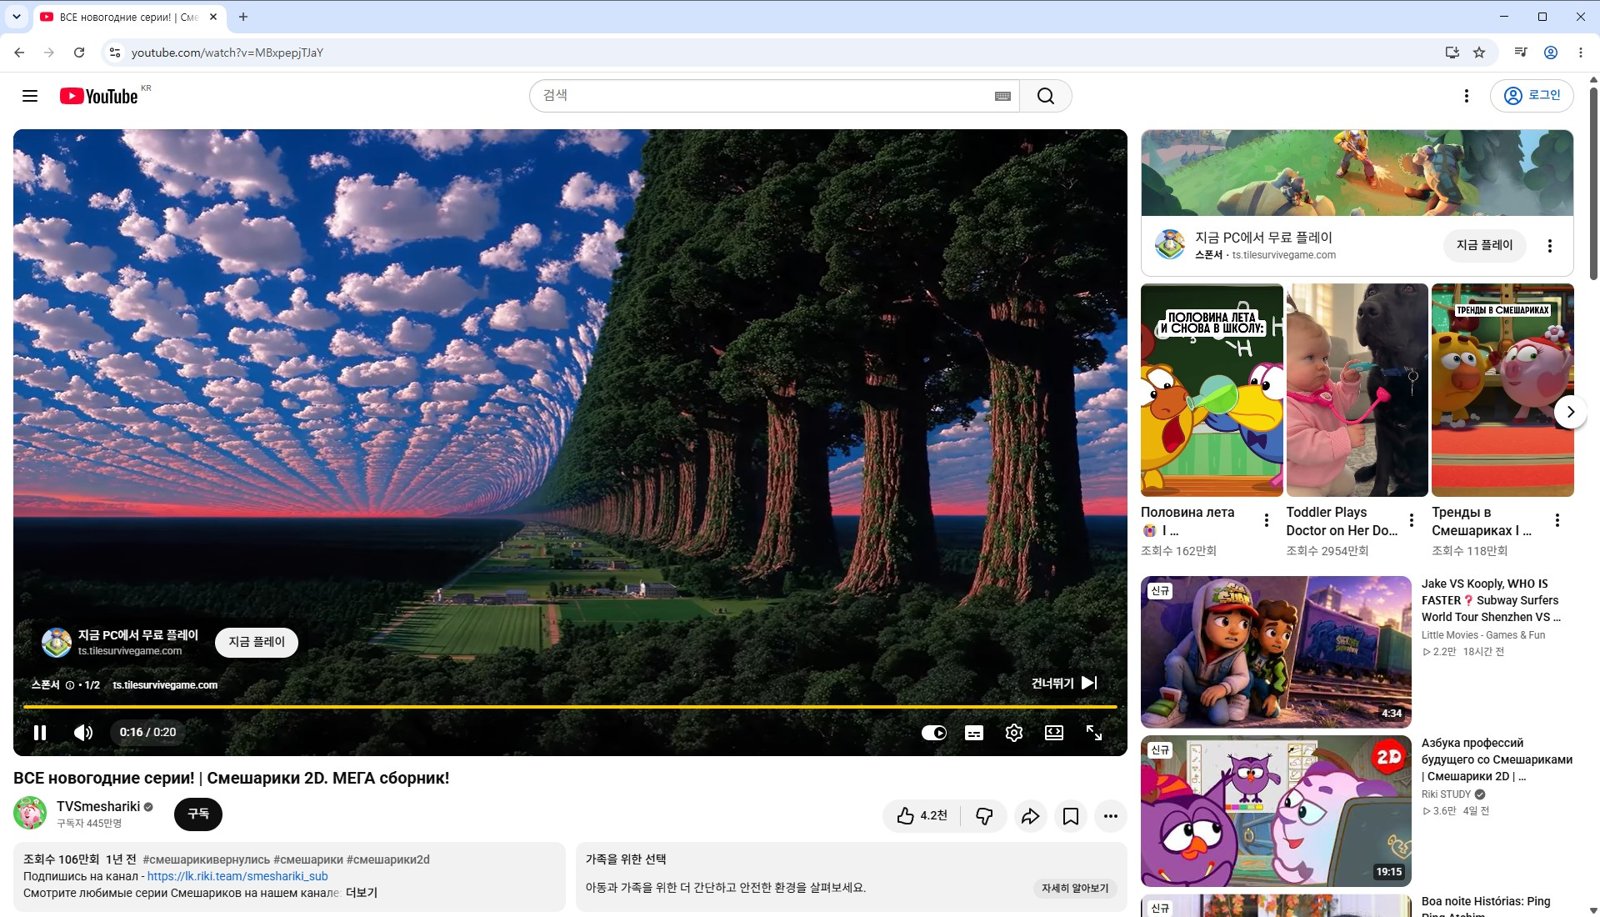 ВСЕ новогодние серии! | Сме
youtube.com/watch?v=MBxpepjTJaY
YouTube KR
검색
로그인
지금 PC에서 무료 플레이
스폰서 · ts.tilesurvivegame.com
지금 플레이
ПОЛОВИНА ЛЕТА
И СНОВА В ШКОЛУ:
ТРЕНДЫ В СМЕШАРИКАХ
Половина лета
I ...
조회수 162만회
Toddler Plays
Doctor on Her Do...
조회수 2954만회
Тренды в
Смешариках I ...
조회수 118만회
지금 PC에서 무료 플레이
ts.tilesurvivegame.com
지금 플레이
스폰서 · 1/2 ts.tilesurvivegame.com
건너뛰기
0:16 / 0:20
신규
4:34
Jake VS Kooply, WHO IS
FASTER❓ Subway Surfers
World Tour Shenzhen VS ...
Little Movies - Games & Fun
2.2만 18시간 전
신규
2D
19:15
Азбука профессий
будущего со Смешариками
| Смешарики 2D | ...
Riki STUDY
3.6만 4일 전
신규
Boa noite Histórias: Ping
ВСЕ новогодние серии! | Смешарики 2D. МЕГА сборник!
TVSmeshariki
구독자 445만명
구독
4.2천
조회수 106만회 1년 전 #смешарикивернулись #смешарики #смешарики2d
Подпишись на канал - https://lk.riki.team/smeshariki_sub
Смотрите любимые серии Смешариков на нашем канале. 더보기
가족을 위한 선택
아동과 가족을 위한 더 간단하고 안전한 환경을 살펴보세요.
자세히 알아보기